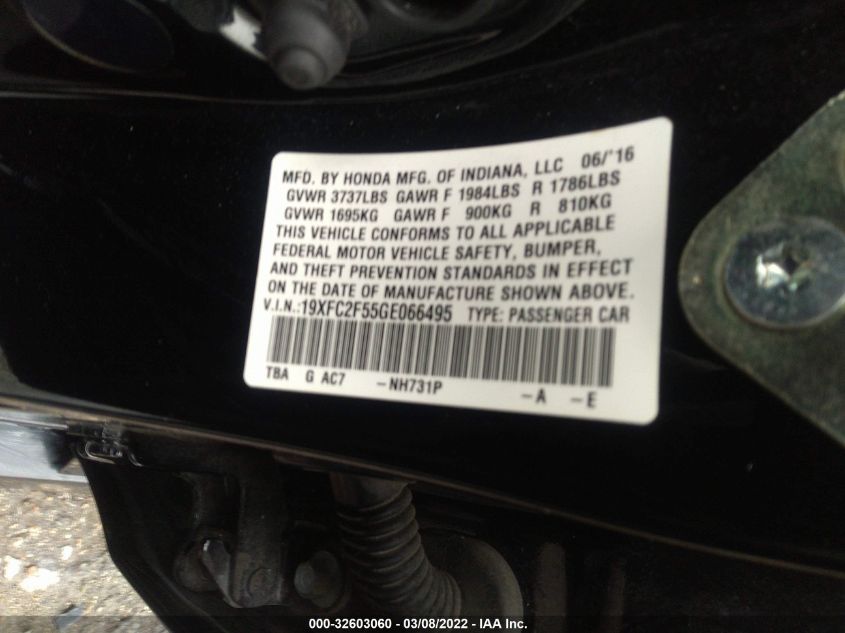 MFD. BY HONDA MFG. OF INDIANA, LLC 06/'16
GVWR 3737LBS GAWR F 1984LBS R 1786LBS
GVWR 1695KG GAWR F 900KG R 810KG
THIS VEHICLE CONFORMS TO ALL APPLICABLE
FEDERAL MOTOR VEHICLE SAFETY, BUMPER,
AND THEFT PREVENTION STANDARDS IN EFFECT
ON THE DATE OF MANUFACTURE SHOWN ABOVE.
V.I.N.:19XFC2F55GE066495 TYPE: PASSENGER CAR
TBA G AC7 -NH731P -A -E
000-32603060 - 03/08/2022 - IAA Inc.